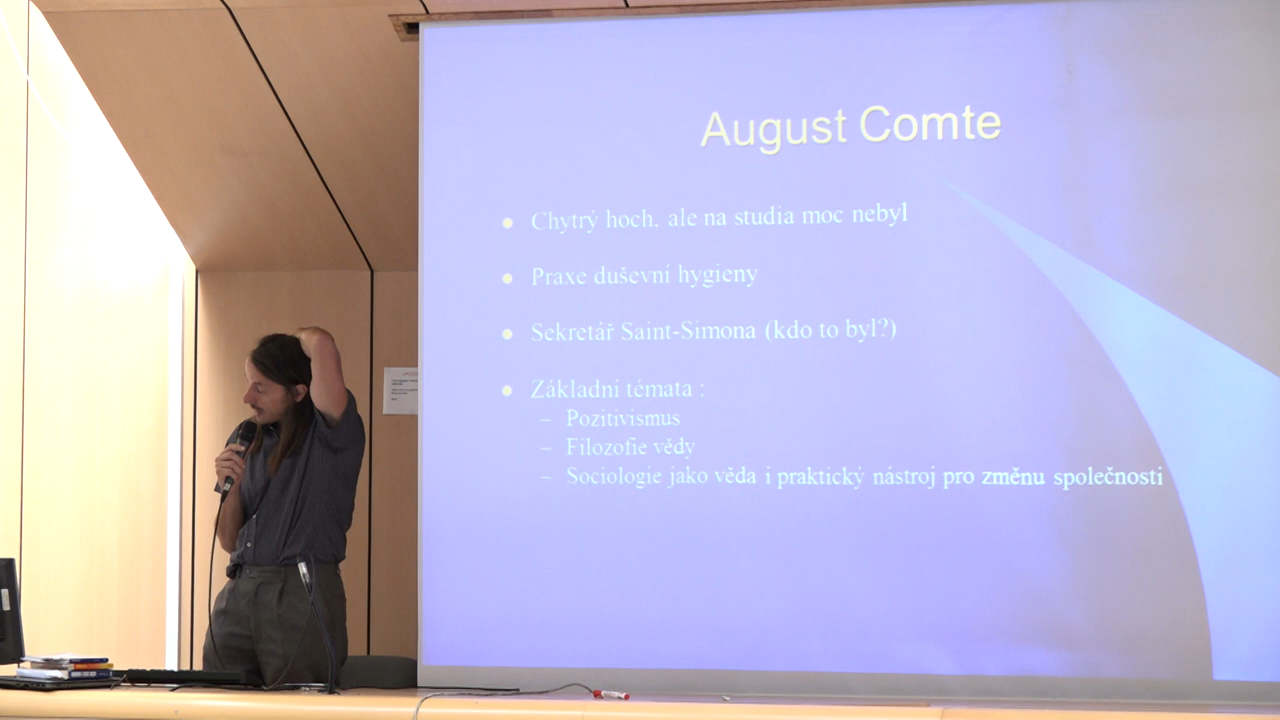 August Comte
Chytrý hoch, ale na studia moc nebyl
Praxe duševní hygieny
Sekretář Saint-Simona (kdo to byl?)
Základní témata :
– Pozitivismus
– Filozofie vědy
– Sociologie jako věda i praktický nástroj pro změnu společnosti